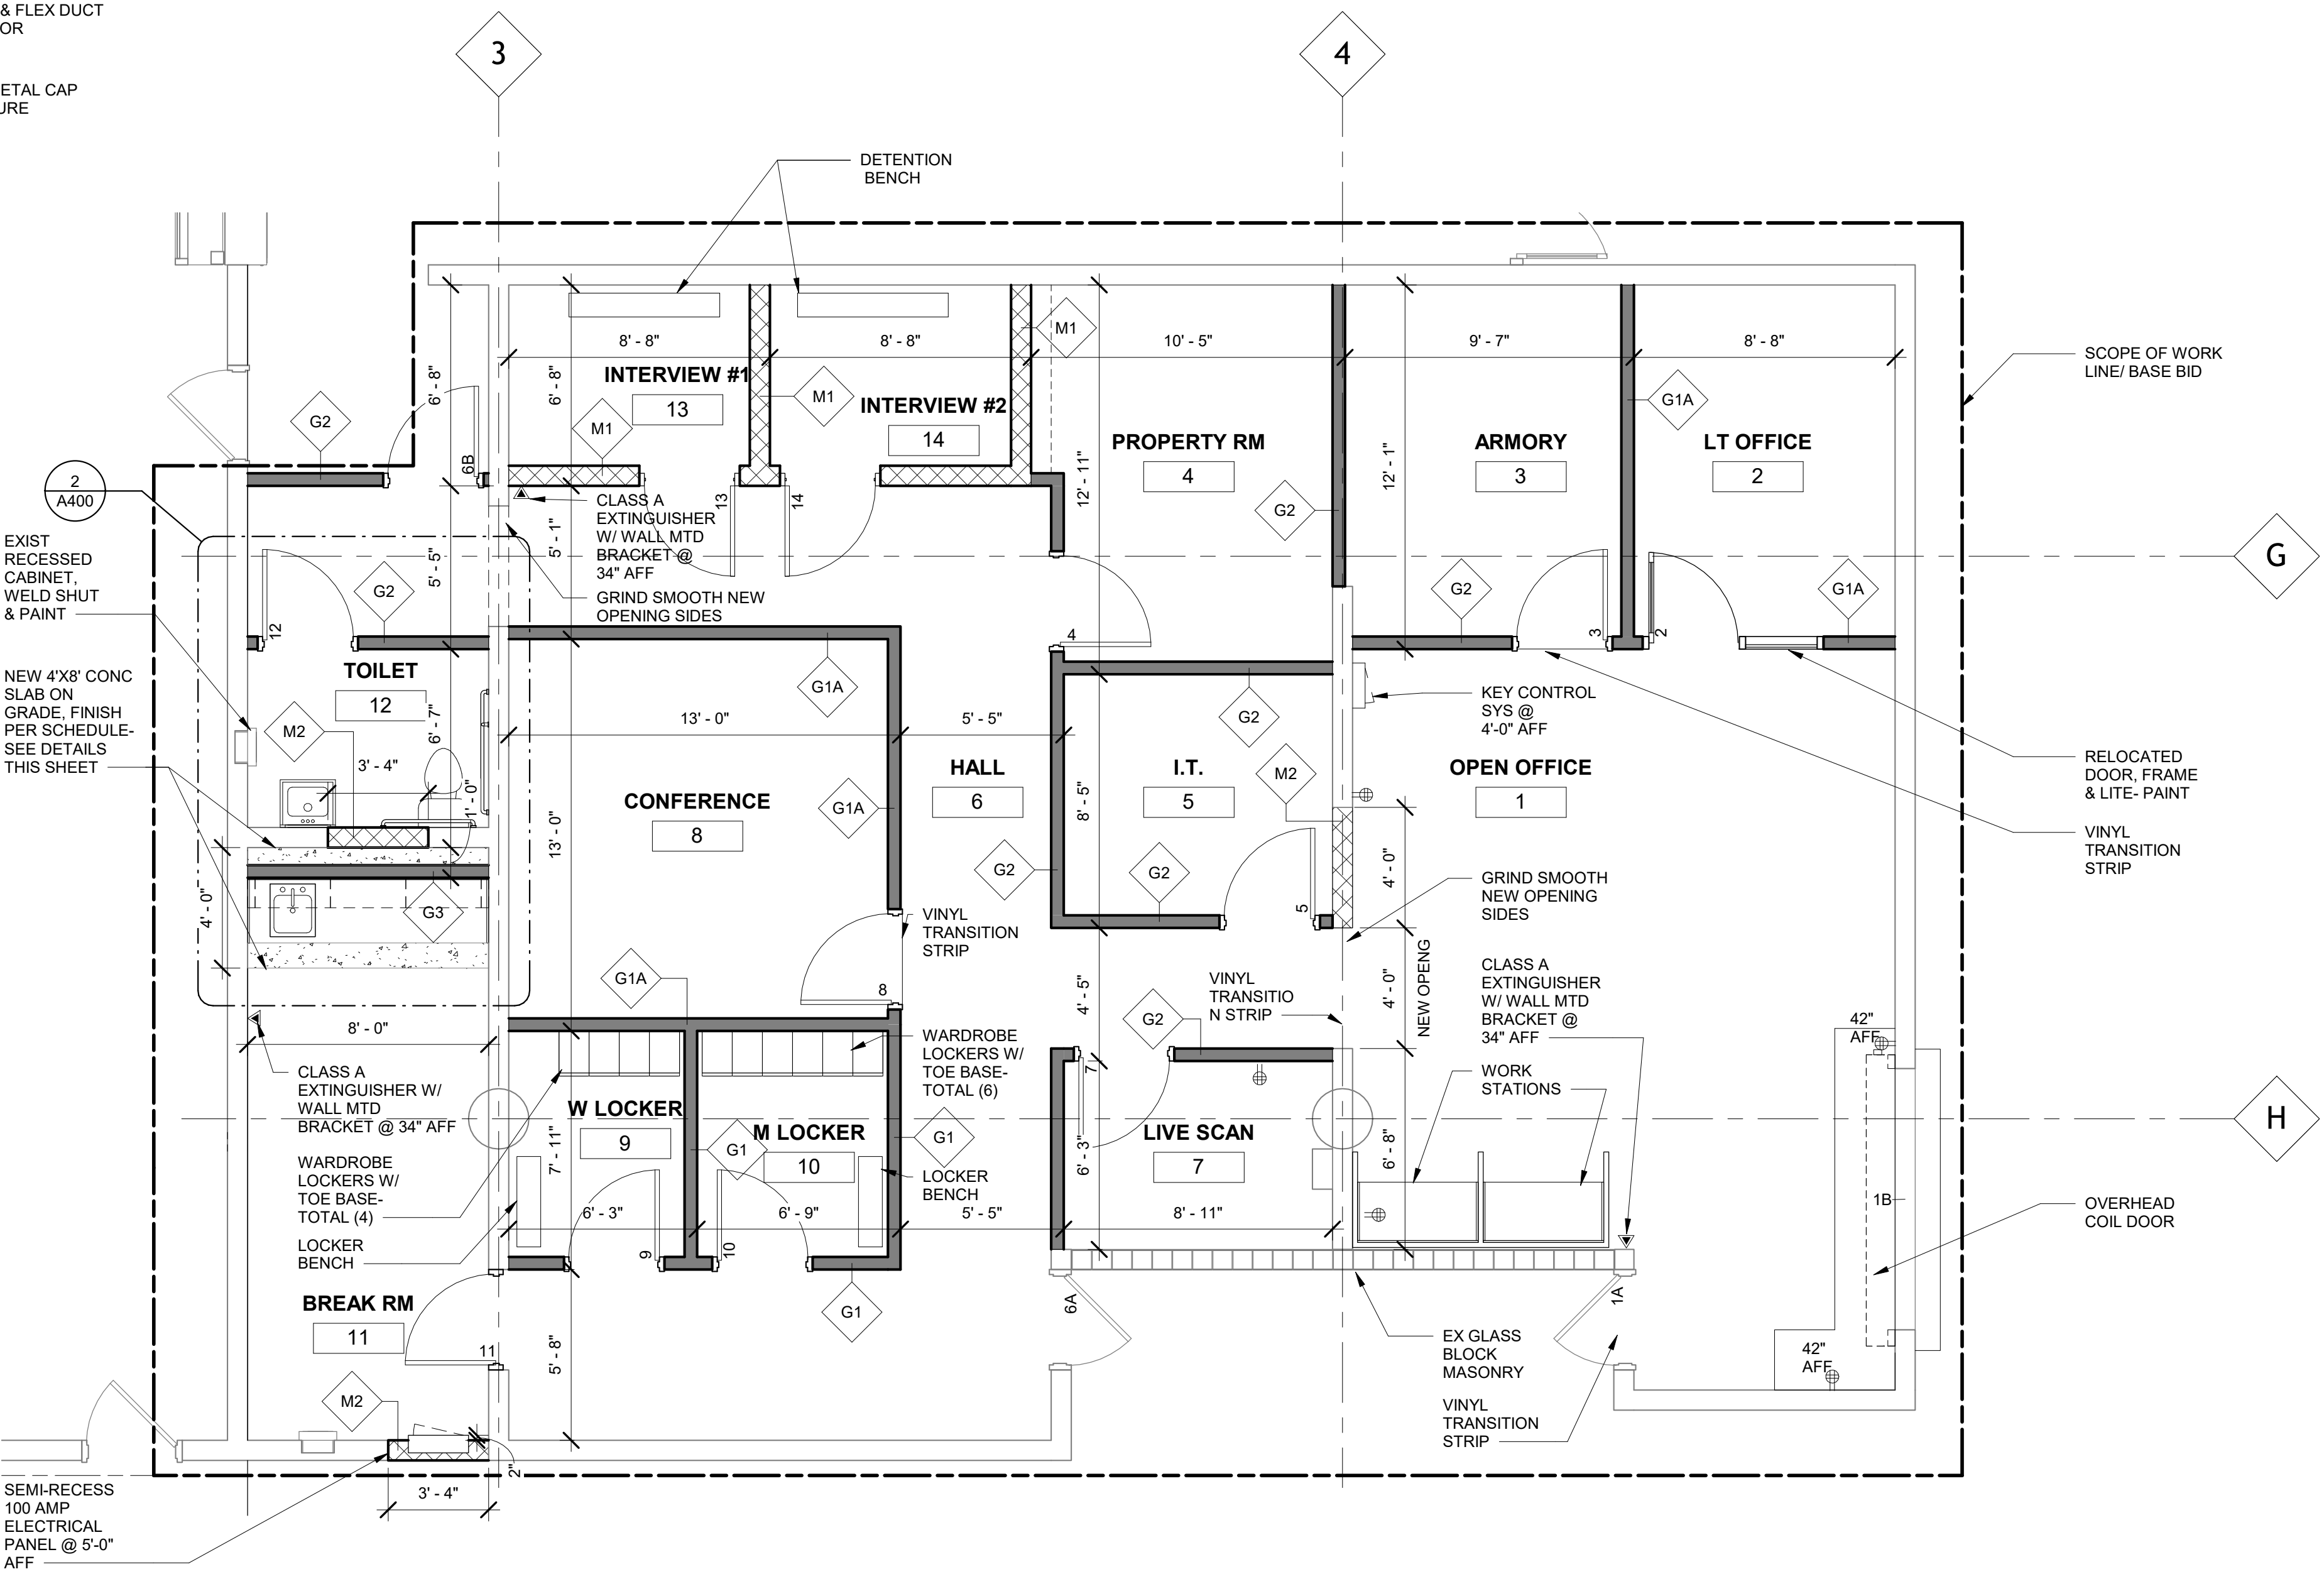 & FLEX DUCT
OR
ETAL CAP
URE
3
4
DETENTION
BENCH
8' - 8"
8' - 8"
10' - 5"
9' - 7"
8' - 8"
M1
SCOPE OF WORK
LINE/ BASE BID
6' - 8"
6' - 8"
INTERVIEW #1
13
M1
INTERVIEW #2
14
M1
G1A
G2
PROPERTY RM
4
ARMORY
3
LT OFFICE
2
6B
12' - 11"
12' - 1"
2
A400
CLASS A
EXTINGUISHER
W/ WALL MTD
BRACKET @
34" AFF
13
14
G2
5' - 1"
5' - 5"
GRIND SMOOTH NEW
OPENING SIDES
EXIST
RECESSED
CABINET,
WELD SHUT
& PAINT
G
G2
G2
G1A
12
4
3
2
TOILET
12
G1A
NEW 4'X8' CONC
SLAB ON
GRADE, FINISH
PER SCHEDULE-
SEE DETAILS
THIS SHEET
M2
6' - 7"
3' - 4"
1' - 0"
13' - 0"
5' - 5"
G2
KEY CONTROL
SYS @
4'-0" AFF
RELOCATED
DOOR, FRAME
& LITE- PAINT
CONFERENCE
8
G1A
HALL
6
I.T.
5
M2
OPEN OFFICE
1
8' - 5"
13' - 0"
VINYL
TRANSITION
STRIP
G2
G2
4' - 0"
GRIND SMOOTH
NEW OPENING
SIDES
4' - 0"
G3
5
VINYL
TRANSITION
STRIP
G1A
8
4' - 5"
VINYL
TRANSITIO
N STRIP
4' - 0"
NEW OPENG
CLASS A
EXTINGUISHER
W/ WALL MTD
BRACKET @
34" AFF
G2
42"
AFF
8' - 0"
WARDROBE
LOCKERS W/
TOE BASE-
TOTAL (6)
CLASS A
EXTINGUISHER W/
WALL MTD
BRACKET @ 34" AFF
7
WORK
STATIONS
W LOCKER
9
M LOCKER
10
G1
G1
LIVE SCAN
7
H
7' - 11"
6' - 3"
6' - 8"
WARDROBE
LOCKERS W/
TOE BASE-
TOTAL (4)
LOCKER
BENCH
1B
OVERHEAD
COIL DOOR
6' - 3"
6' - 9"
5' - 5"
8' - 11"
LOCKER
BENCH
9
10
BREAK RM
11
G1
6A
1A
EX GLASS
BLOCK
MASONRY
42"
AFF
11
5' - 8"
M2
VINYL
TRANSITION
STRIP
2"
3' - 4"
SEMI-RECESS
100 AMP
ELECTRICAL
PANEL @ 5'-0"
AFF